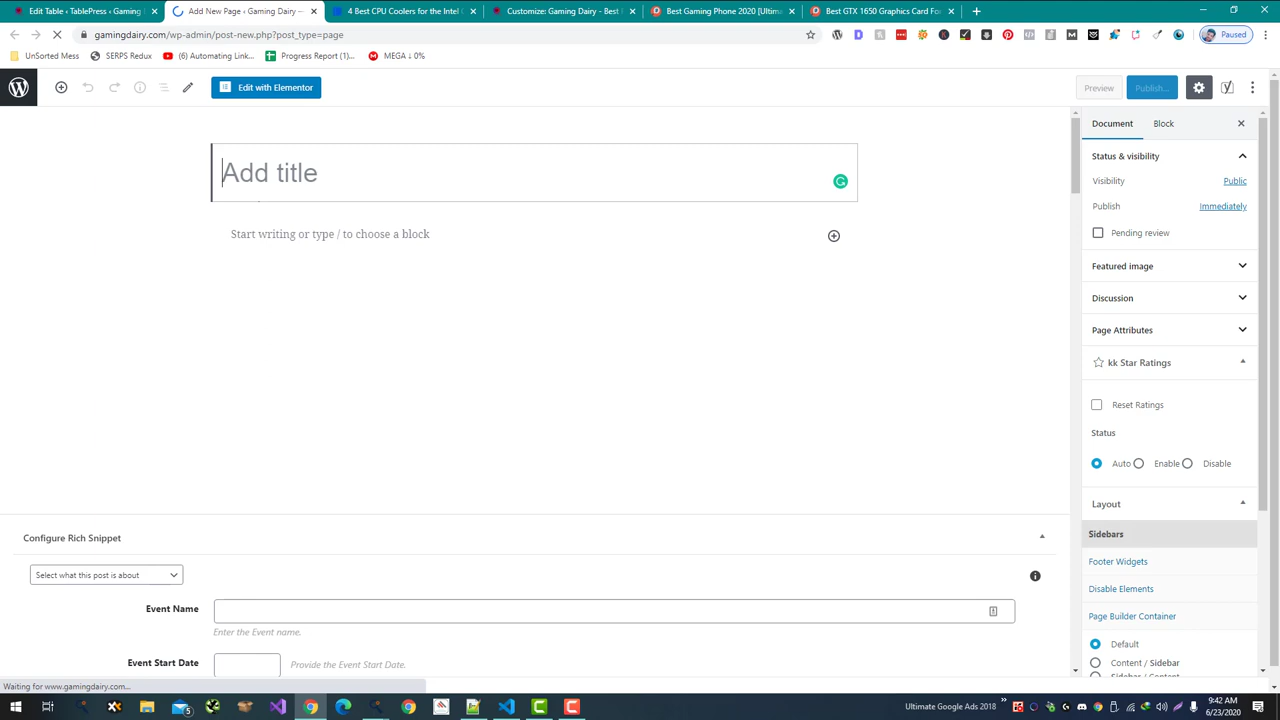 Edit Table ‹ TablePress ‹ Gaming
Add New Page ‹ Gaming Dairy —
4 Best CPU Coolers for the Intel C
Customize: Gaming Dairy - Best F
Best Gaming Phone 2020 [Ultima
Best GTX 1650 Graphics Card Fo
gamingdairy.com/wp-admin/post-new.php?post_type=page
Paused
UnSorted Mess
SERPS Redux
(6) Automating Link...
Progress Report (1)...
MEGA ↓ 0%
Edit with Elementor
Preview
Publish...
Document
Block
Add title
Start writing or type / to choose a block
Status & visibility
Visibility
Public
Publish
Immediately
Pending review
Featured image
Discussion
Page Attributes
kk Star Ratings
Reset Ratings
Status
Auto
Enable
Disable
Layout
Sidebars
Footer Widgets
Disable Elements
Page Builder Container
Default
Content / Sidebar
Sidebar / Content
Configure Rich Snippet
Select what this post is about
Event Name
Enter the Event name.
Event Start Date
Provide the Event Start Date.
Waiting for www.gamingdairy.com...
Ultimate Google Ads 2018
9:42 AM
6/23/2020